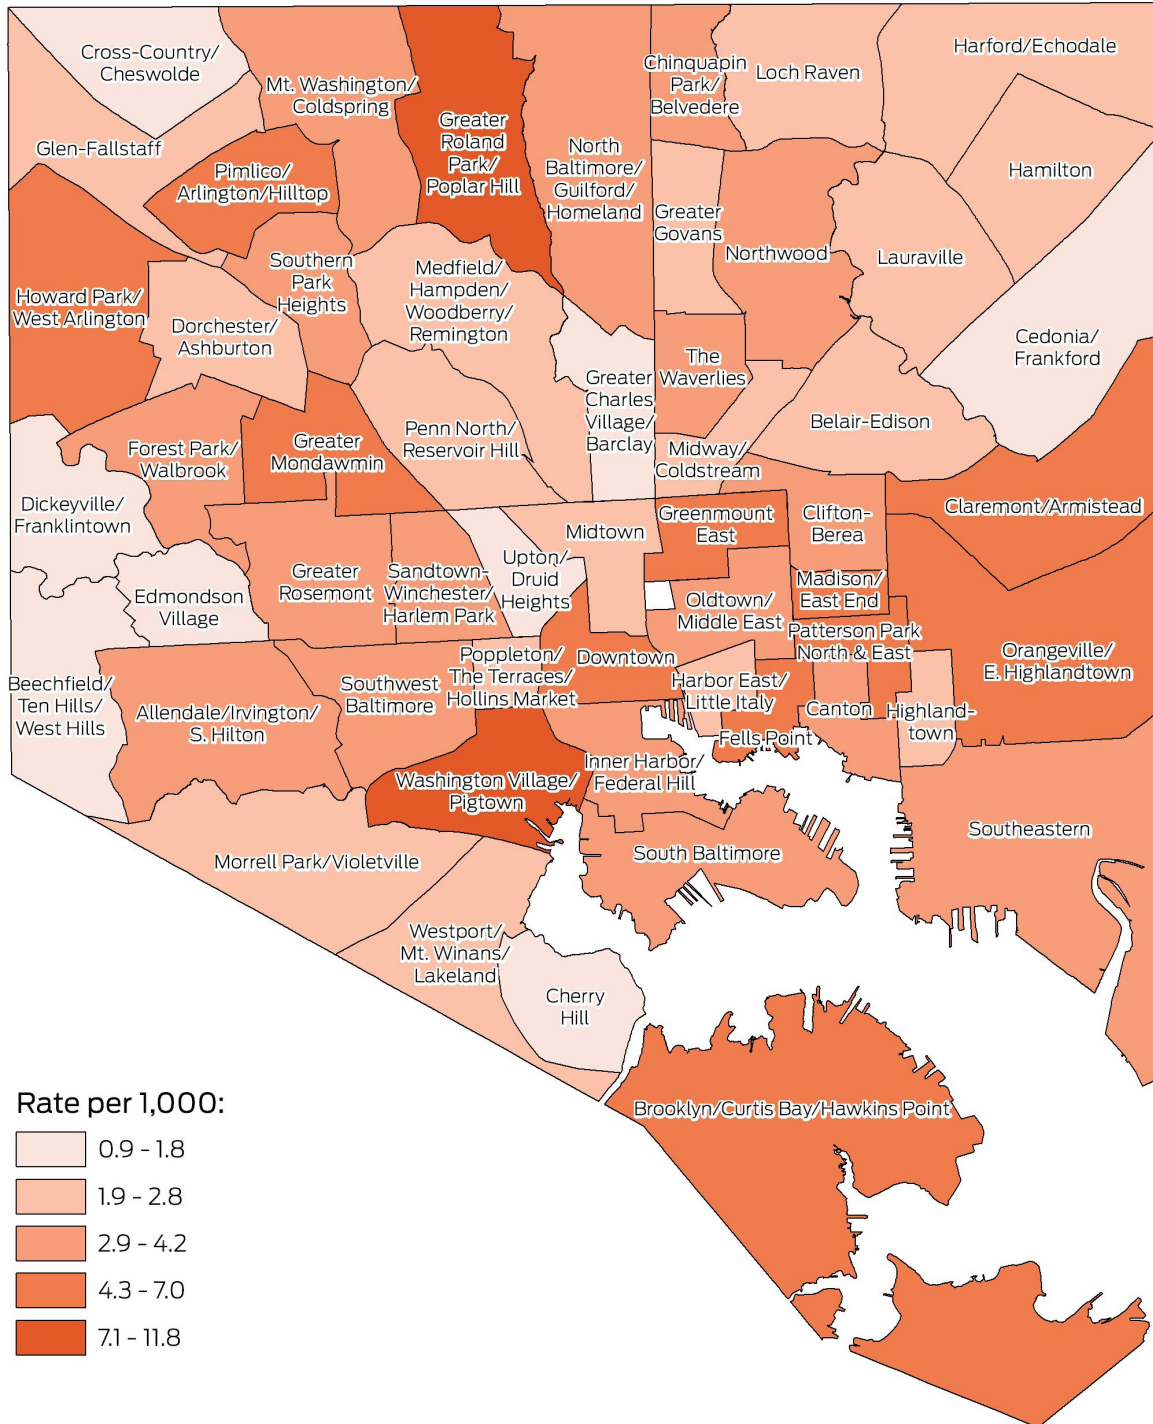 Cross-Country/
Cheswolde
Mt. Washington/
Coldspring
Greater
Roland
Park/
Poplar Hill
North
Baltimore/
Guilford/
Homeland
Chinquapin
Park/
Belvedere
Loch Raven
Harford/Echodale
Glen-Fallstaff
Pimlico/
Arlington/Hilltop
Hamilton
Greater
Govans
Northwood
Lauraville
Southern
Park
Heights
Medfield/
Hampden/
Woodberry/
Remington
Howard Park/
West Arlington
Dorchester/
Ashburton
Cedonia/
Frankford
The
Waverlies
Greater
Charles
Village/
Barclay
Belair-Edison
Penn North/
Reservoir Hill
Forest Park/
Walbrook
Greater
Mondawmin
Midway/
Coldstream
Dickeyville/
Franklintown
Claremont/Armistead
Greenmount
East
Clifton-
Berea
Midtown
Upton/
Druid
Heights
Greater
Rosemont
Sandtown-
Winchester/
Harlem Park
Edmondson
Village
Madison/
East End
Oldtown/
Middle East
Patterson Park
North & East
Orangeville/
E. Highlandtown
Poppleton/
The Terraces/
Hollins Market
Downtown
Harbor East/
Little Italy
Beechfield/
Ten Hills/
West Hills
Southwest
Baltimore
Allendale/Irvington/
S. Hilton
Canton
Highland-
town
Fells Point
Inner Harbor/
Federal Hill
Washington Village/
Pigtown
Southeastern
South Baltimore
Morrell Park/Violetville
Westport/
Mt. Winans/
Lakeland
Cherry
Hill
Brooklyn/Curtis Bay/Hawkins Point
Rate per 1,000:
0.9 - 1.8
1.9 - 2.8
2.9 - 4.2
4.3 - 7.0
7.1 - 11.8